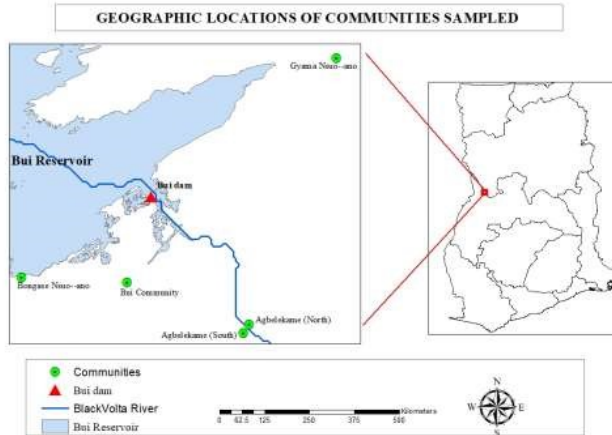 GEOGRAPHIC LOCATIONS OF COMMUNITIES SAMPLED
Gyama Nsuo--ano
Bui Reservoir
Bui dam
Bongase Nsuo--ano
Bui Community
Agbelekame (North)
Agbelekame (South)
Communities
Bui dam
BlackVolta River
Bui Reservoir
Kilometers
0 62.5 125 250 375 500
N
W E
S